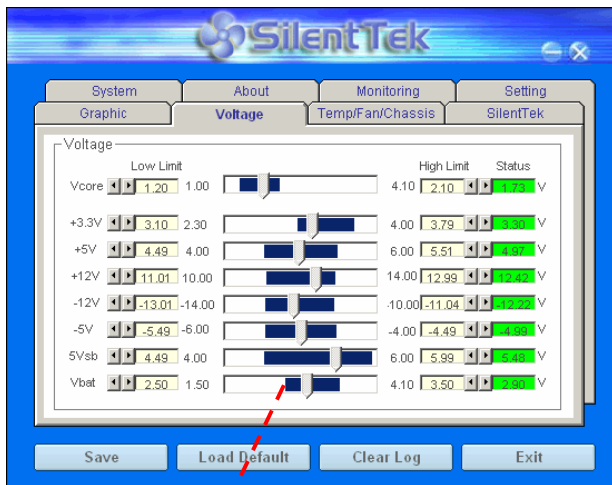 SilentTek
System About Monitoring Setting
Graphic Voltage Temp/Fan/Chassis SilentTek
Voltage
Low Limit High Limit Status
Vcore 1.20 1.00 4.10 2.10 1.73 V
+3.3V 3.10 2.30 4.00 3.79 3.30 V
+5V 4.49 4.00 6.00 5.51 4.97 V
+12V 11.01 10.00 14.00 12.99 12.42 V
-12V -13.01 -14.00 -10.00 -11.04 -12.22 V
-5V -5.49 -6.00 -4.00 -4.49 -4.99 V
5Vsb 4.49 4.00 6.00 5.99 5.48 V
Vbat 2.50 1.50 4.10 3.50 2.90 V
Save Load Default Clear Log Exit